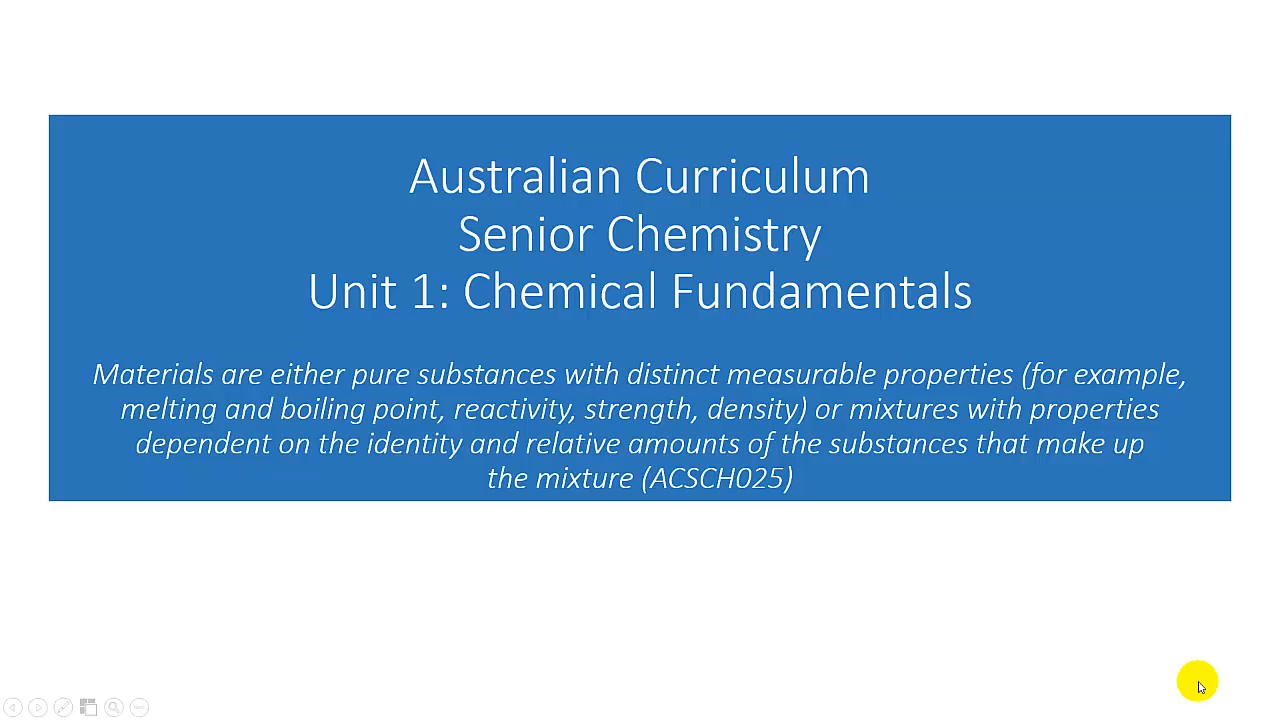 Australian Curriculum
Senior Chemistry
Unit 1: Chemical Fundamentals
Materials are either pure substances with distinct measurable properties (for example,
melting and boiling point, reactivity, strength, density) or mixtures with properties
dependent on the identity and relative amounts of the substances that make up
the mixture (ACSCH025)